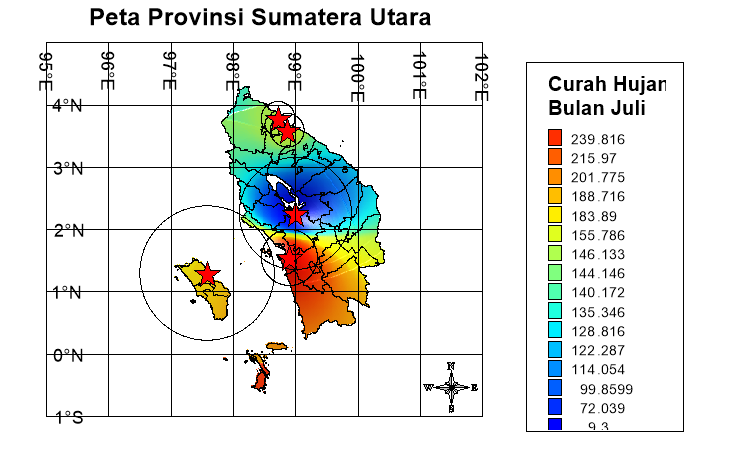 Peta Provinsi Sumatera Utara
95°E 96°E 97°E 98°E 99°E 100°E 101°E 102°E
4°N
3°N
2°N
1°N
0°N
1°S
N
W E
S
Curah Hujan
Bulan Juli
239.816
215.97
201.775
188.716
183.89
155.786
146.133
144.146
140.172
135.346
128.816
122.287
114.054
99.8599
72.039
9.3